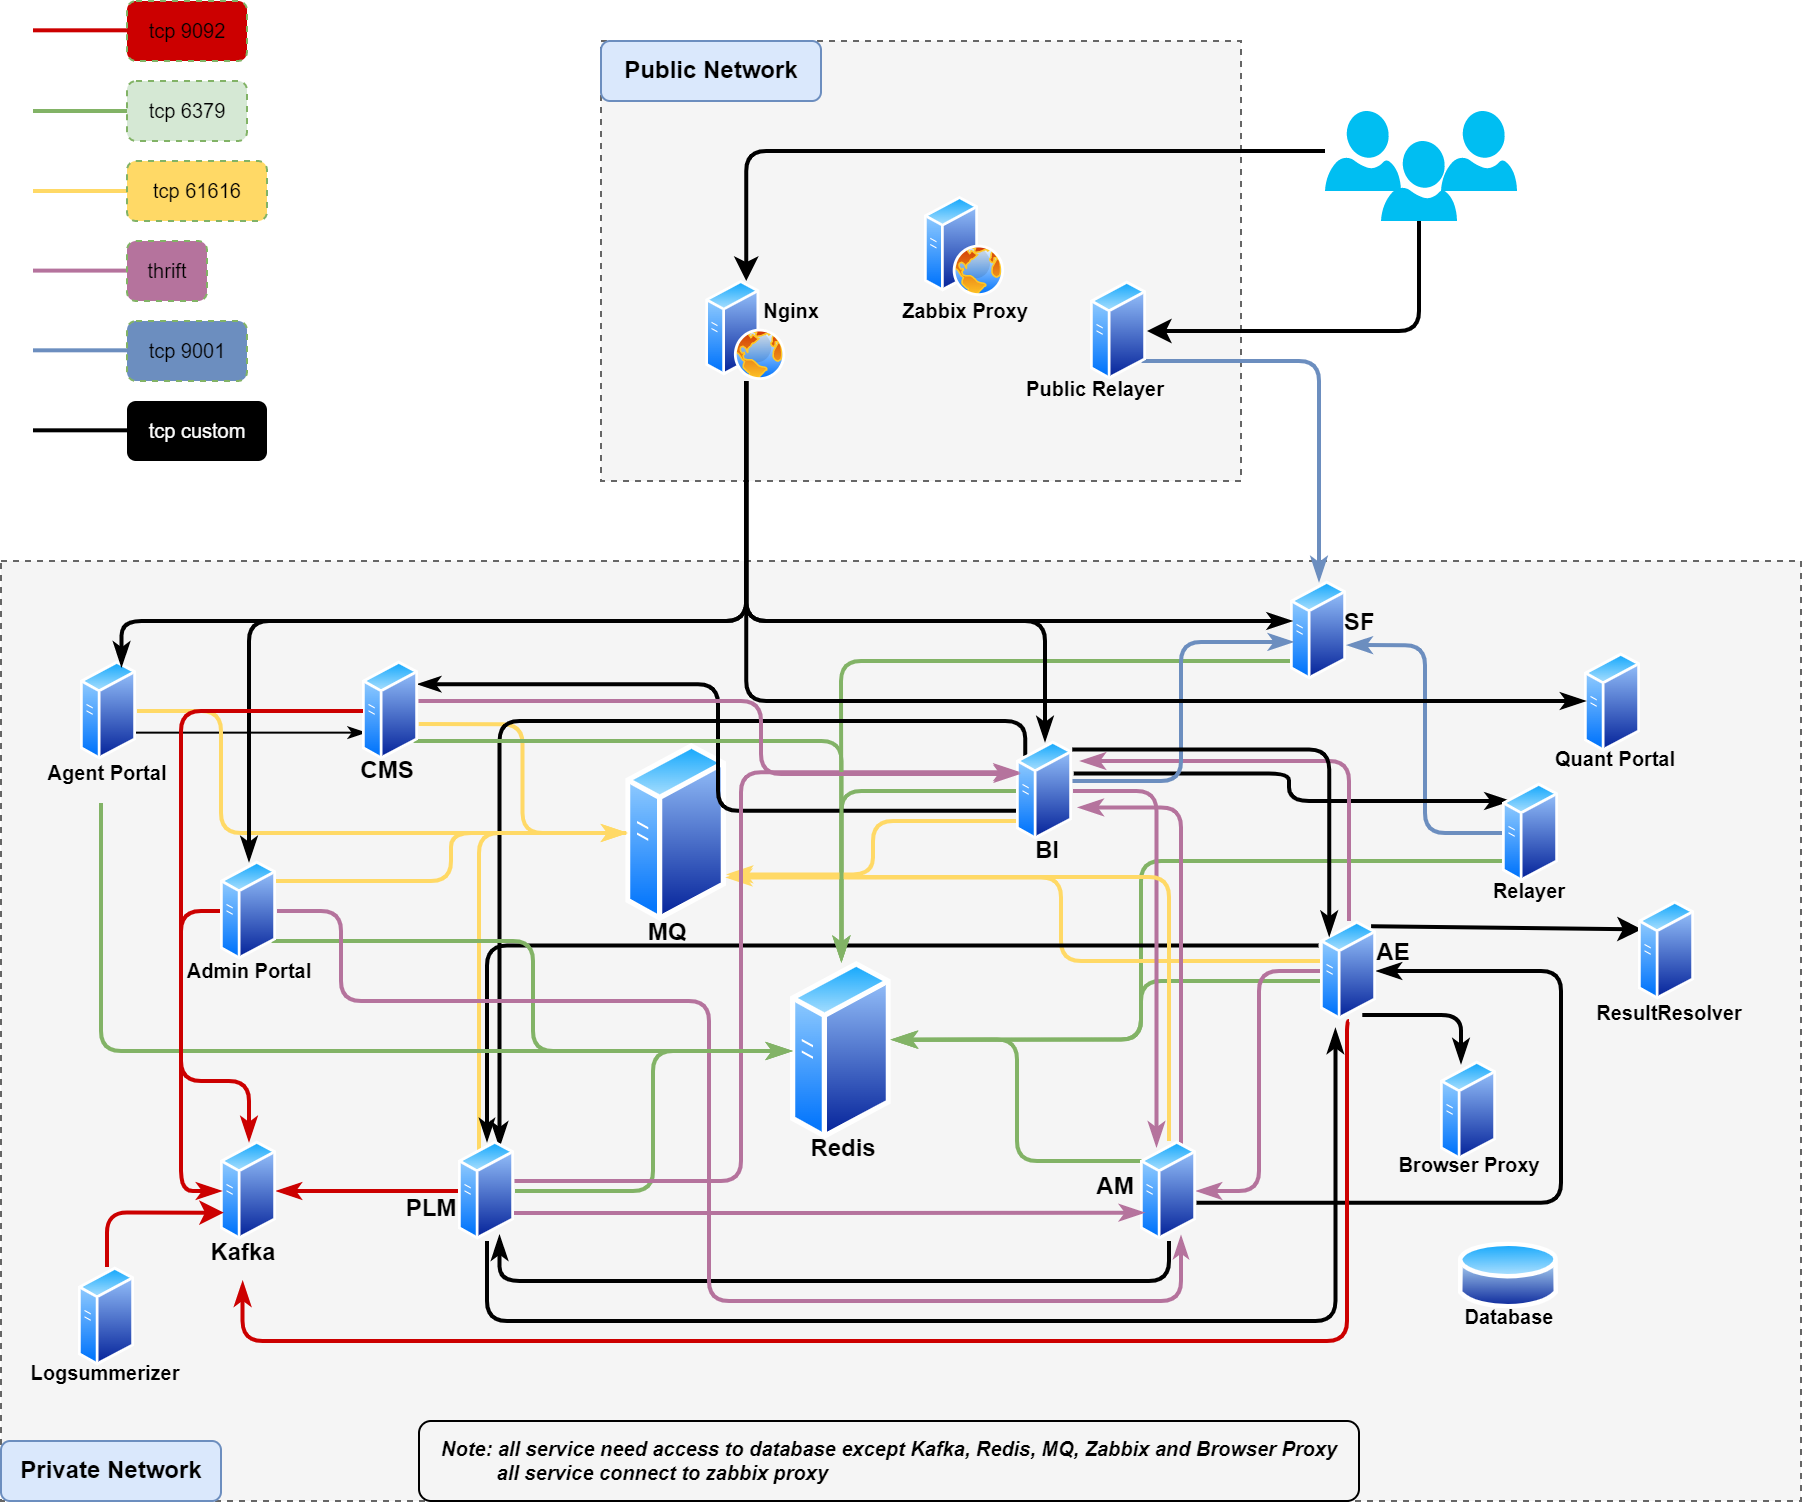 tcp 9092
tcp 6379
tcp 61616
thrift
tcp 9001
tcp custom
Public Network
Nginx
Zabbix Proxy
Public Relayer
SF
Agent Portal
CMS
Quant Portal
BI
Relayer
MQ
AE
Admin Portal
ResultResolver
Redis
Browser Proxy
AM
PLM
Kafka
Database
Logsummerizer
Private Network
Note: all service need access to database except Kafka, Redis, MQ, Zabbix and Browser Proxy
all service connect to zabbix proxy